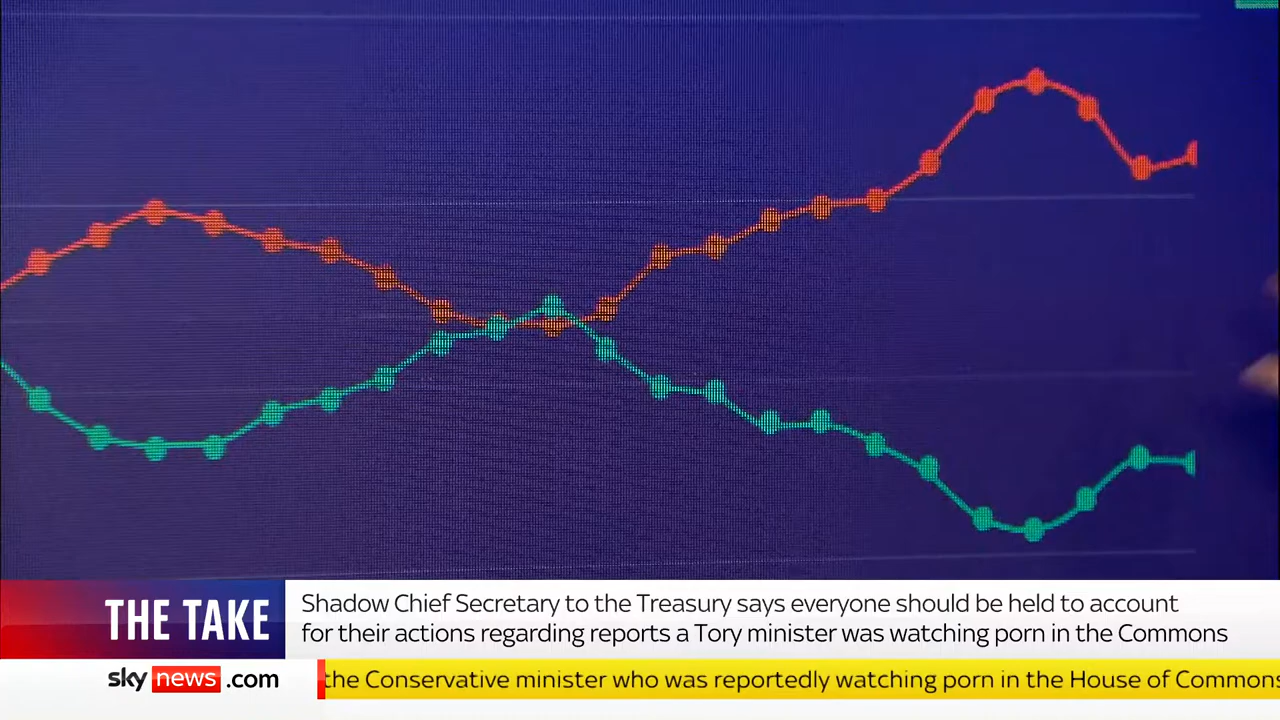 THE TAKE
Shadow Chief Secretary to the Treasury says everyone should be held to account
for their actions regarding reports a Tory minister was watching porn in the Commons
sky news.com
the Conservative minister who was reportedly watching porn in the House of Commons